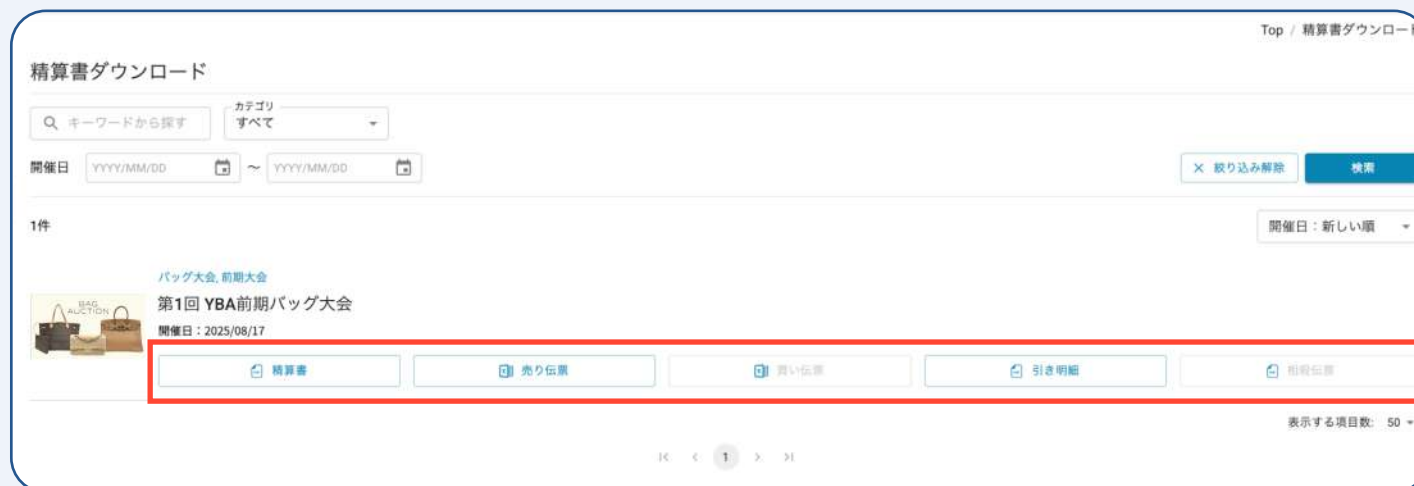 Top / 精算書ダウンロード
精算書ダウンロード
キーワードから探す
カテゴリ
すべて
開催日 YYYY/MM/DD ～ YYYY/MM/DD × 絞り込み解除 検索
1件 開催日：新しい順
バッグ大会, 前期大会
BAG AUCTION
第1回 YBA前期バッグ大会
開催日：2025/08/17
精算書 売り伝票 買い伝票 引き明細 相殺伝票
表示する項目数: 50
1